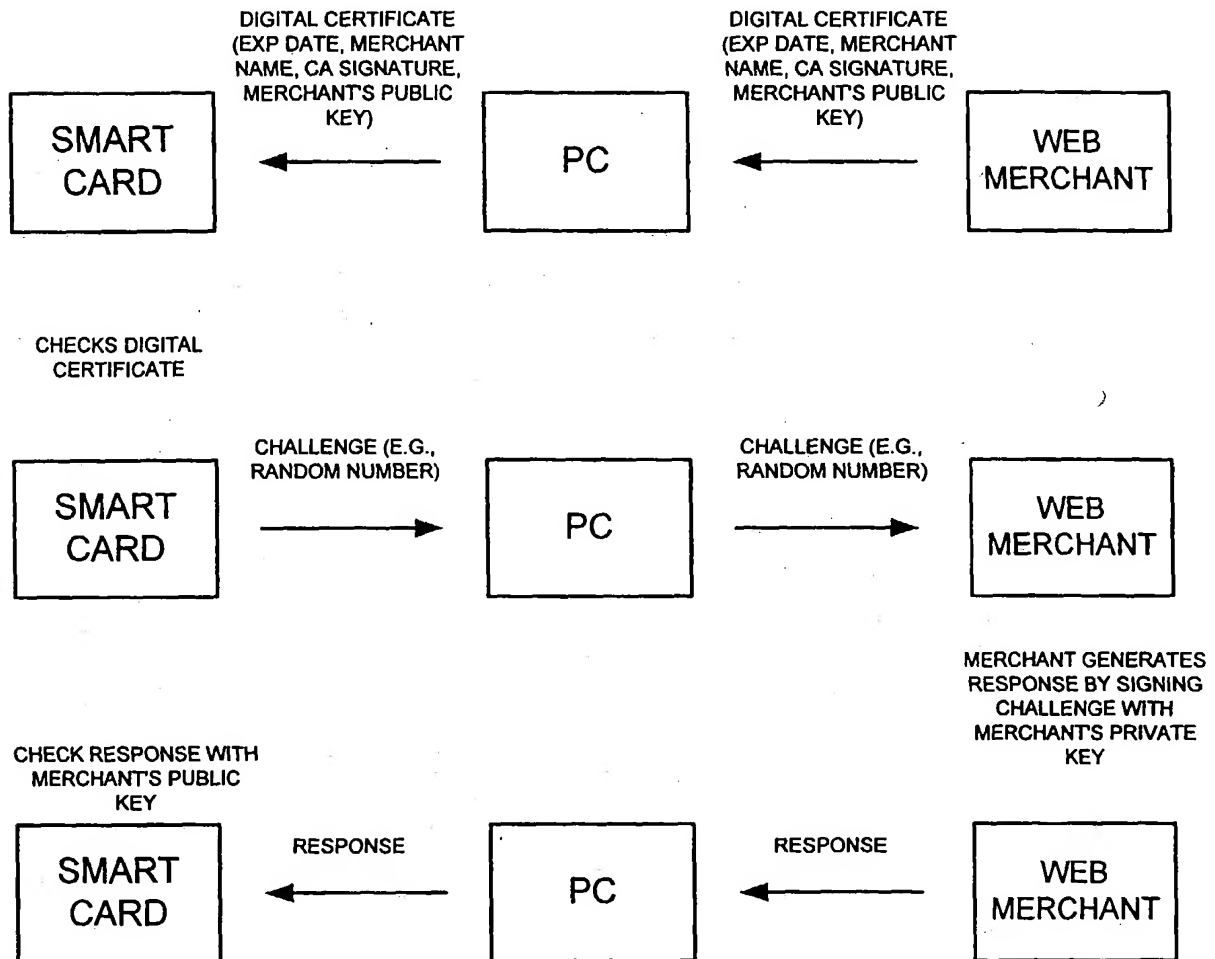 DIGITAL CERTIFICATE
(EXP DATE, MERCHANT
NAME, CA SIGNATURE,
MERCHANT'S PUBLIC
KEY)
DIGITAL CERTIFICATE
(EXP DATE, MERCHANT
NAME, CA SIGNATURE,
MERCHANT'S PUBLIC
KEY)
SMART
CARD
PC
WEB
MERCHANT
CHECKS DIGITAL
CERTIFICATE
CHALLENGE (E.G.,
RANDOM NUMBER)
CHALLENGE (E.G.,
RANDOM NUMBER)
SMART
CARD
PC
WEB
MERCHANT
MERCHANT GENERATES
RESPONSE BY SIGNING
CHALLENGE WITH
MERCHANT'S PRIVATE
KEY
CHECK RESPONSE WITH
MERCHANT'S PUBLIC
KEY
RESPONSE
RESPONSE
SMART
CARD
PC
WEB
MERCHANT